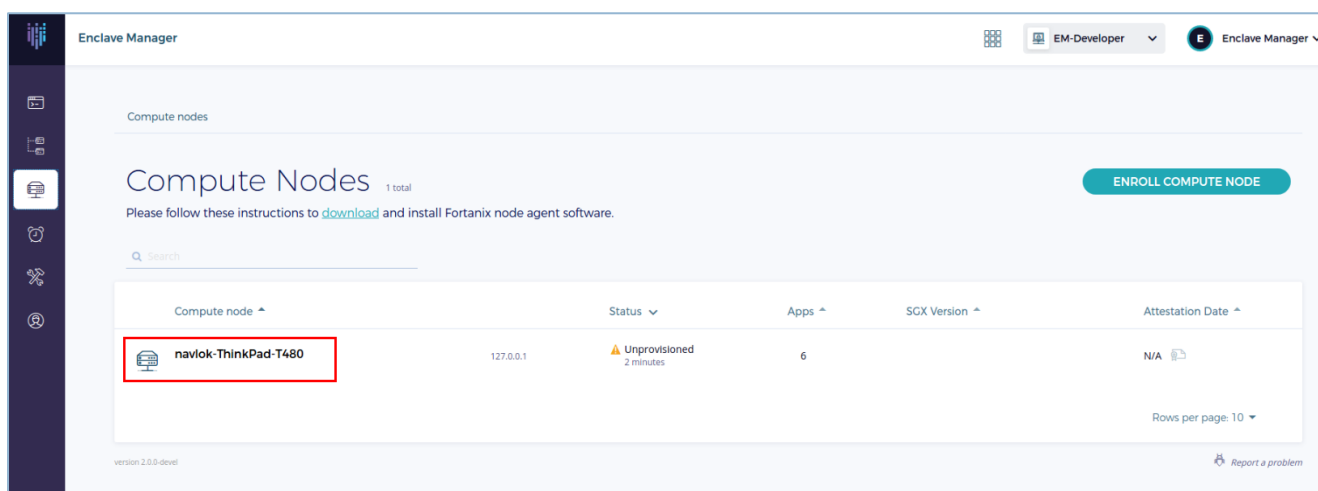 Enclave Manager
EM-Developer
E
Enclave Manager
Compute nodes
Compute Nodes 1 total
ENROLL COMPUTE NODE
Please follow these instructions to download and install Fortanix node agent software.
Search
Compute node Status Apps SGX Version Attestation Date
navlok-ThinkPad-T480 127.0.0.1 Unprovisioned 6 N/A
2 minutes
Rows per page: 10
version 2.0.0-devel Report a problem